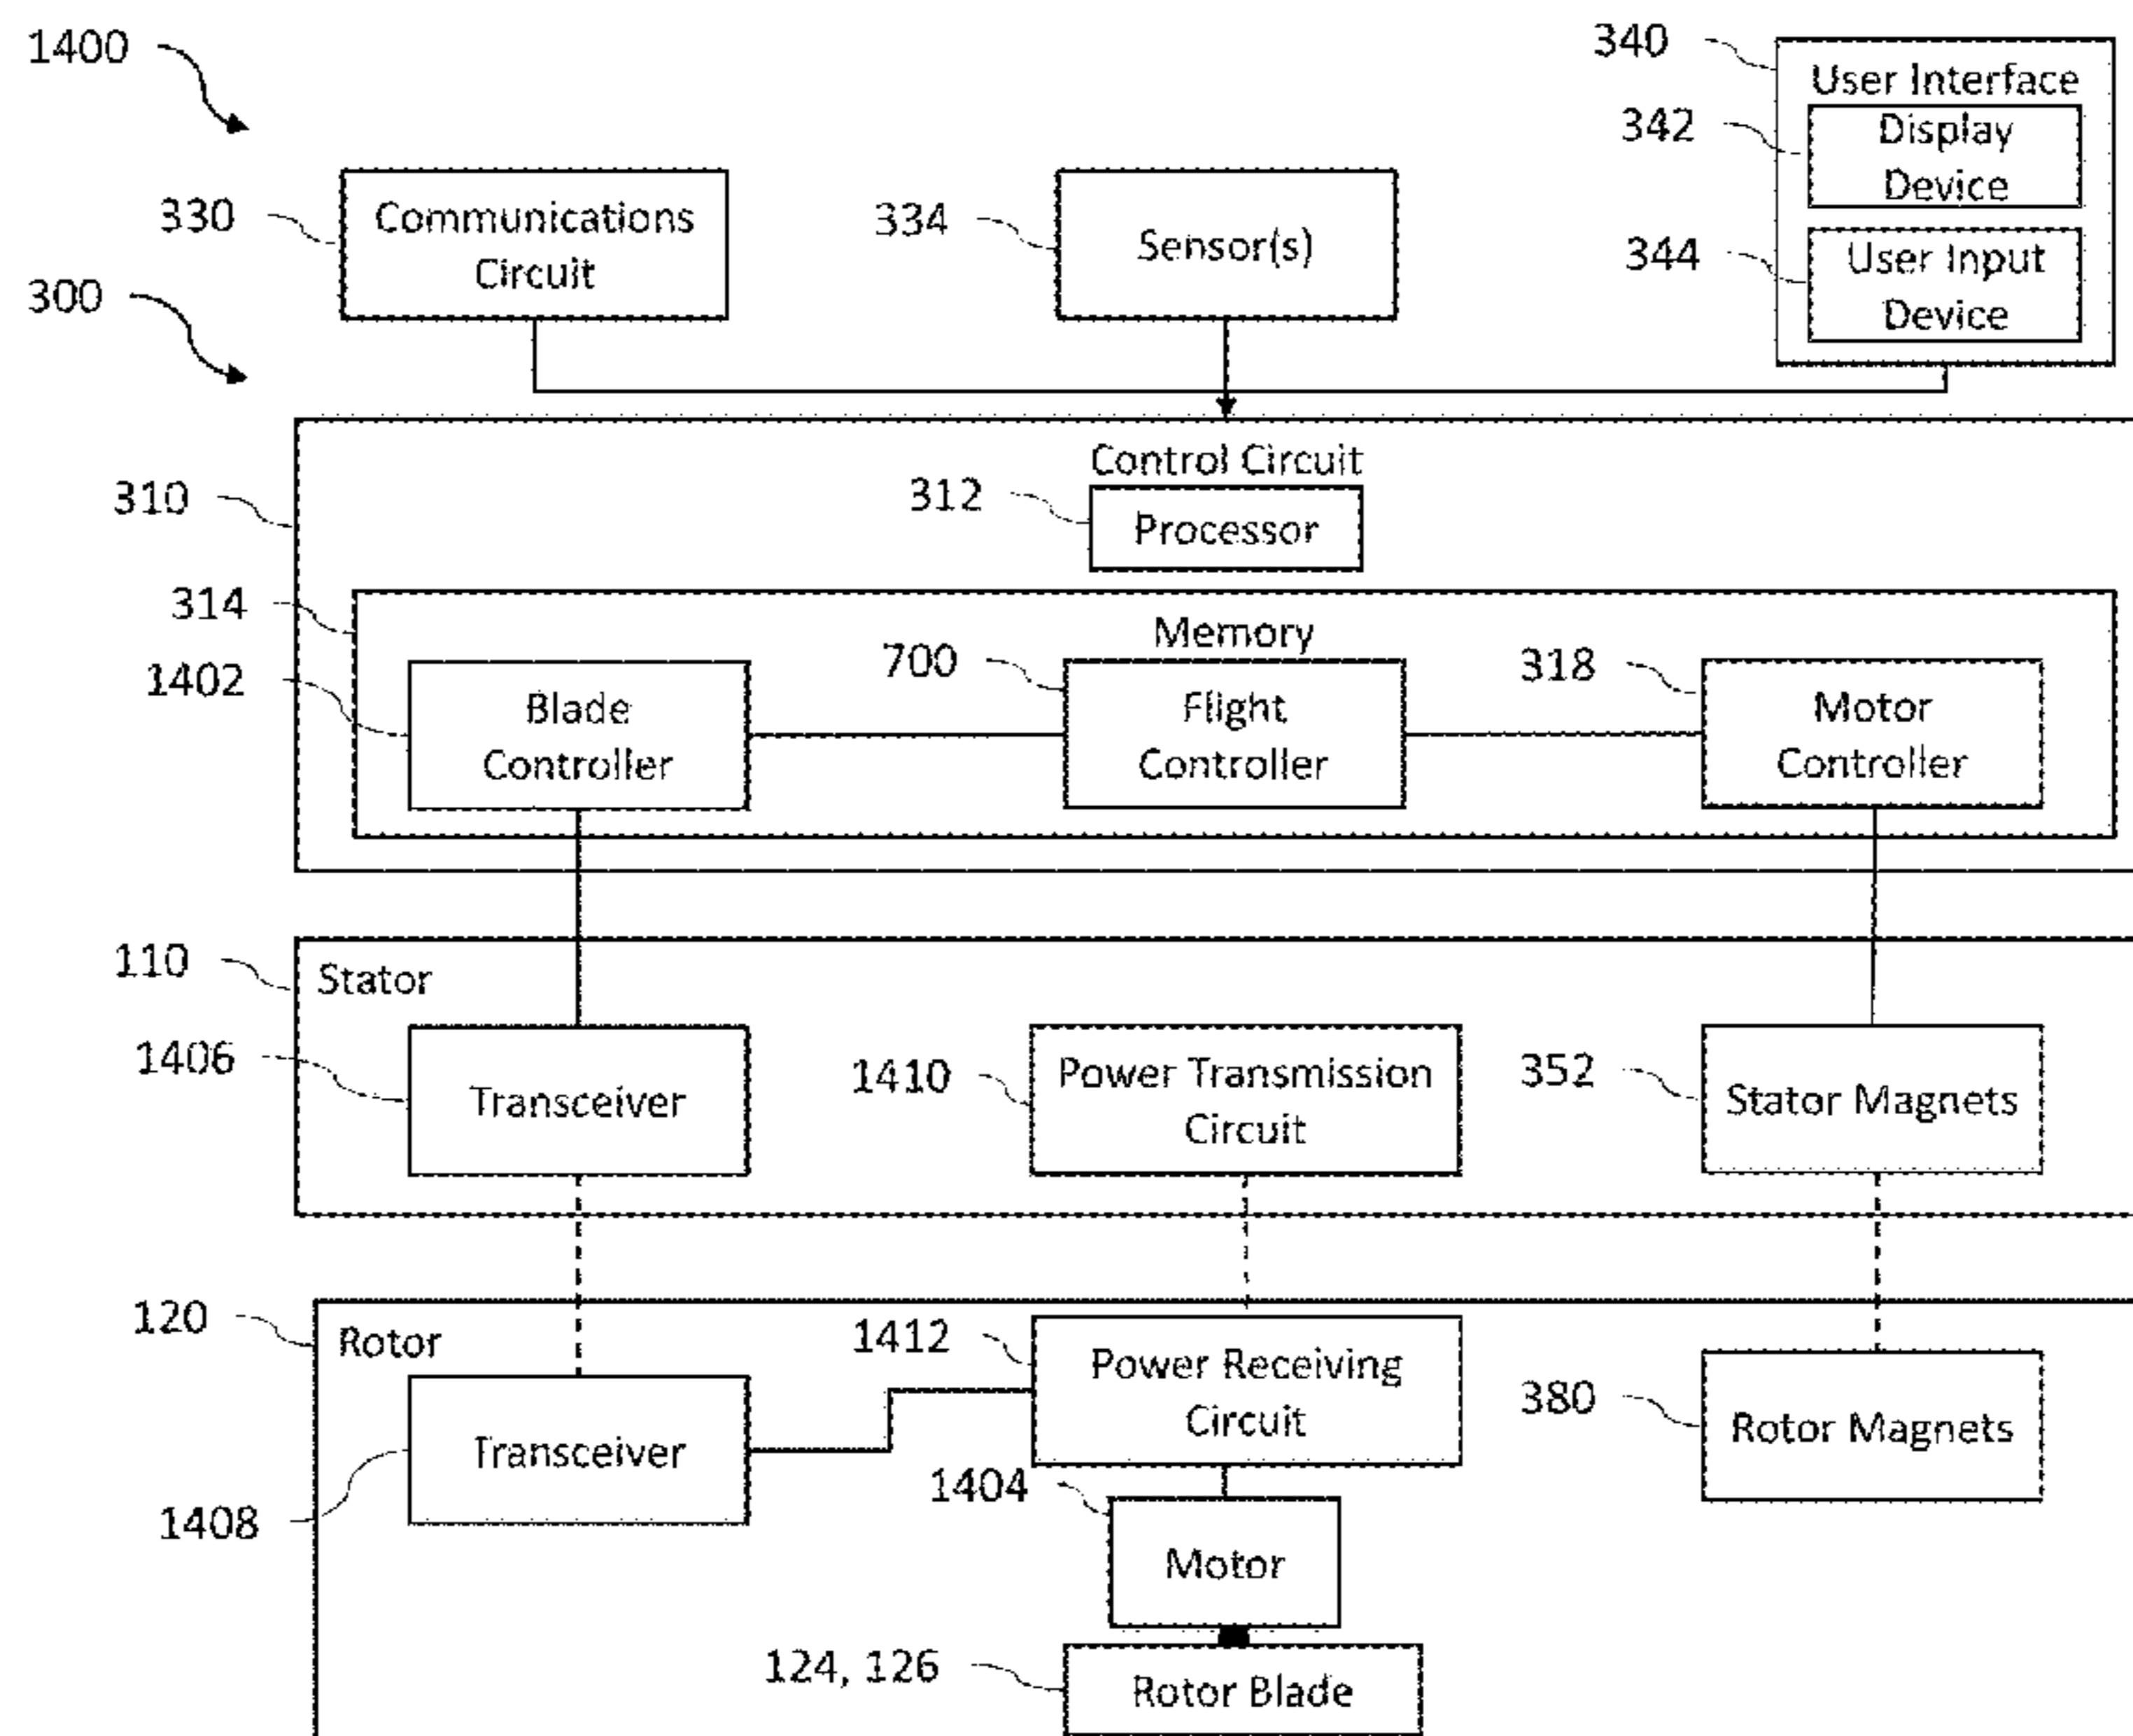 1400
340
User Interface
342
Display
Device
330
Communications
Circuit
334
Sensor(s)
344
User Input
Device
300
Control Circuit
310
312
Processor
314
Memory
1402
Blade
Controller
700
Flight
Controller
318
Motor
Controller
110
Stator
1406
Transceiver
1410
Power Transmission
Circuit
352
Stator Magnets
120
Rotor
1412
Power Receiving
Circuit
380
Rotor Magnets
Transceiver
1408
1404
Motor
124, 126
Rotor Blade